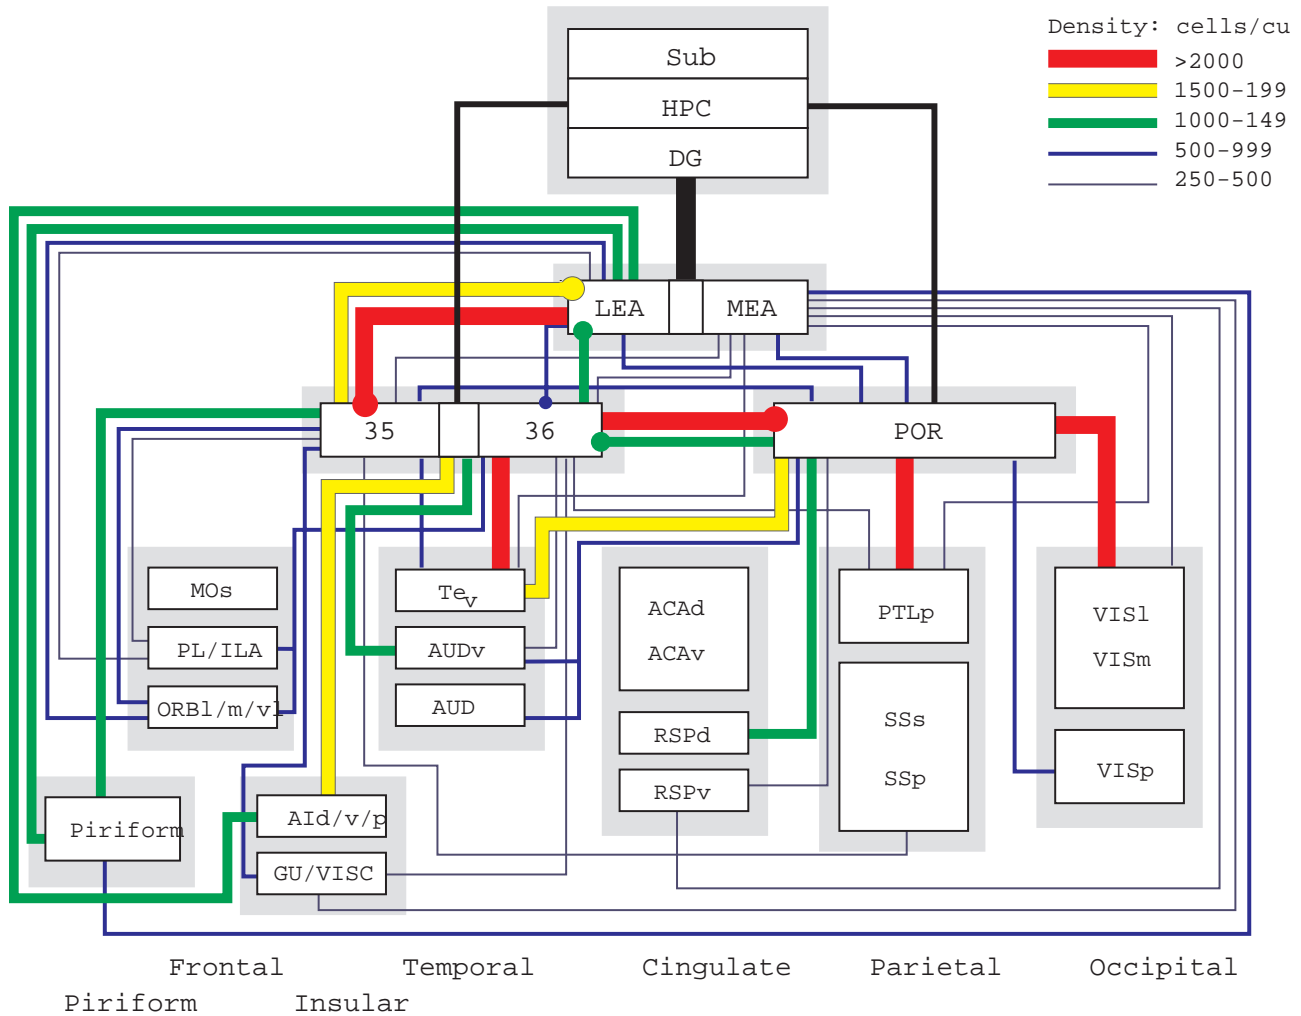 Density: cells/cu
>2000
1500-199
1000-149
500-999
250-500
Sub
HPC
DG
LEA
MEA
35
36
POR
MOs
PL/ILA
ORBl/m/vl
Tev
AUDv
AUD
ACAd
ACAv
RSPd
RSPv
PTLp
SSs
SSp
VISl
VISm
VISp
Piriform
AId/v/p
GU/VISC
Frontal
Temporal
Cingulate
Parietal
Occipital
Piriform
Insular